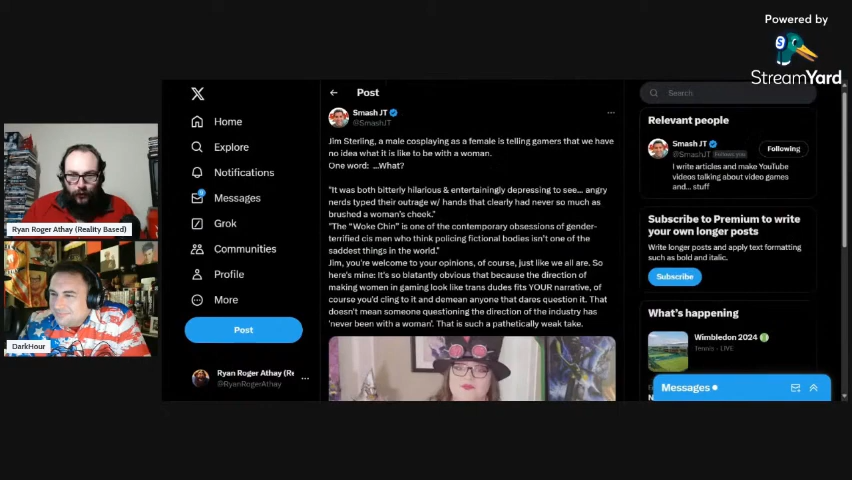 Powered by
StreamYard
Home
Explore
Notifications
Messages
Grok
Communities
Profile
More
Post
Ryan Roger Athay (Re
@RyanRogerAthay
Ryan Roger Athay (Reality Based)
DarkHour
Post
Smash JT
@SmashJT
Jim Sterling, a male cosplaying as a female is telling gamers that we have
no idea what it is like to be with a woman.
One word: ...What?
"It was both bitterly hilarious & entertainingly depressing to see... angry
nerds typed their outrage w/ hands that clearly had never so much as
brushed a woman's cheek."
"The "Woke Chin" is one of the contemporary obsessions of gender-
terrified cis men who think policing fictional bodies isn't one of the
saddest things in the world."
Jim, you're welcome to your opinions, of course, just like we all are. So
here's mine: It's so blatantly obvious that because the direction of
making women in gaming look like trans dudes fits YOUR narrative, of
course you'd cling to it and demean anyone that dares question it. That
doesn't mean someone questioning the direction of the industry has
'never been with a woman'. That is such a pathetically weak take.
Search
Relevant people
Smash JT
@SmashJT Follows you
Following
I write articles and make YouTube
videos talking about video games
and... stuff
Subscribe to Premium to write
your own longer posts
Write longer posts and apply text formatting
such as bold and italic.
Subscribe
What's happening
Wimbledon 2024
Tennis · LIVE
Messages